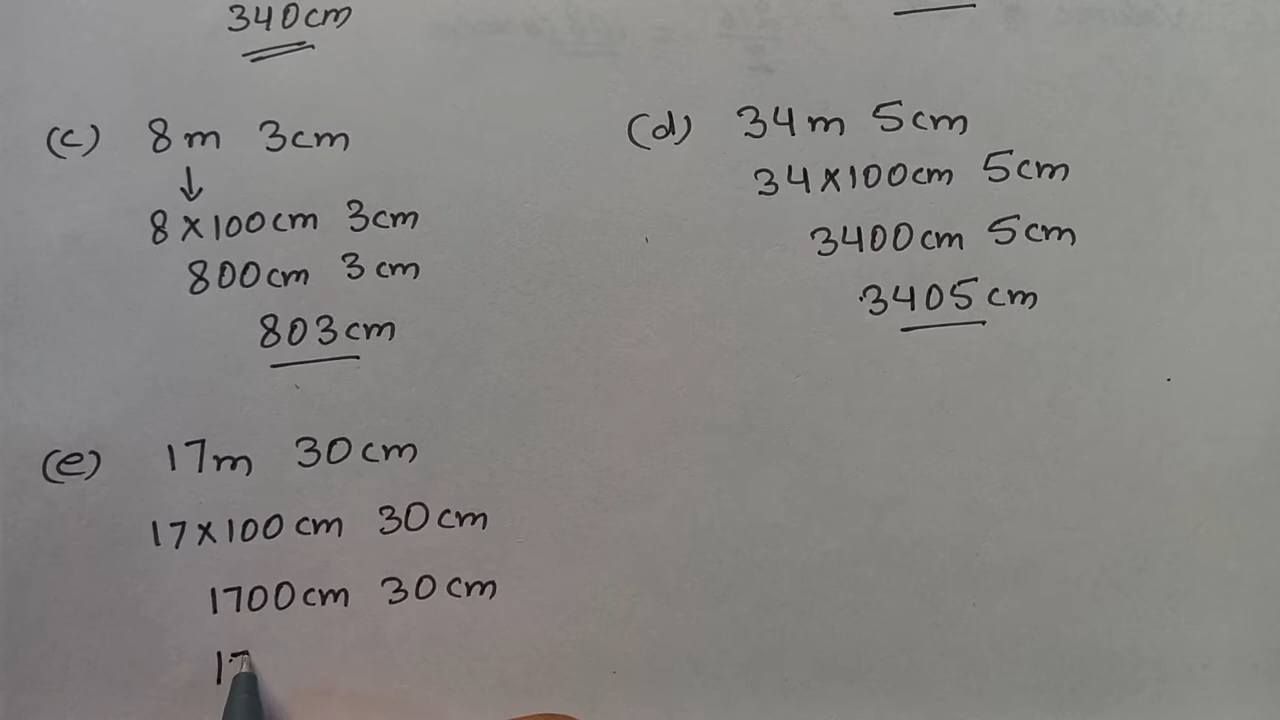 340cm
(c) 8m 3cm
↓
8×100cm 3cm
800cm 3cm
803cm
(d) 34m 5cm
34×100cm 5cm
3400cm 5cm
3405cm
(e) 17m 30cm
17×100cm 30cm
1700cm 30cm
17